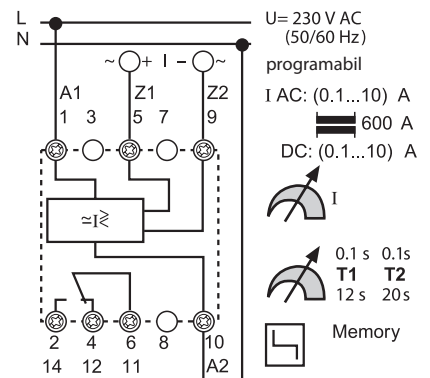 L
N
U= 230 V AC
(50/60 Hz)
~ + I − ~
programabil
A1 Z1 Z2
1 3 5 7 9
I AC: (0.1...10) A
600 A
DC: (0.1...10) A
I
≃I≷
0.1 s 0.1s
T1 T2
12 s 20 s
2 4 6 8 10
14 12 11 A2
Memory